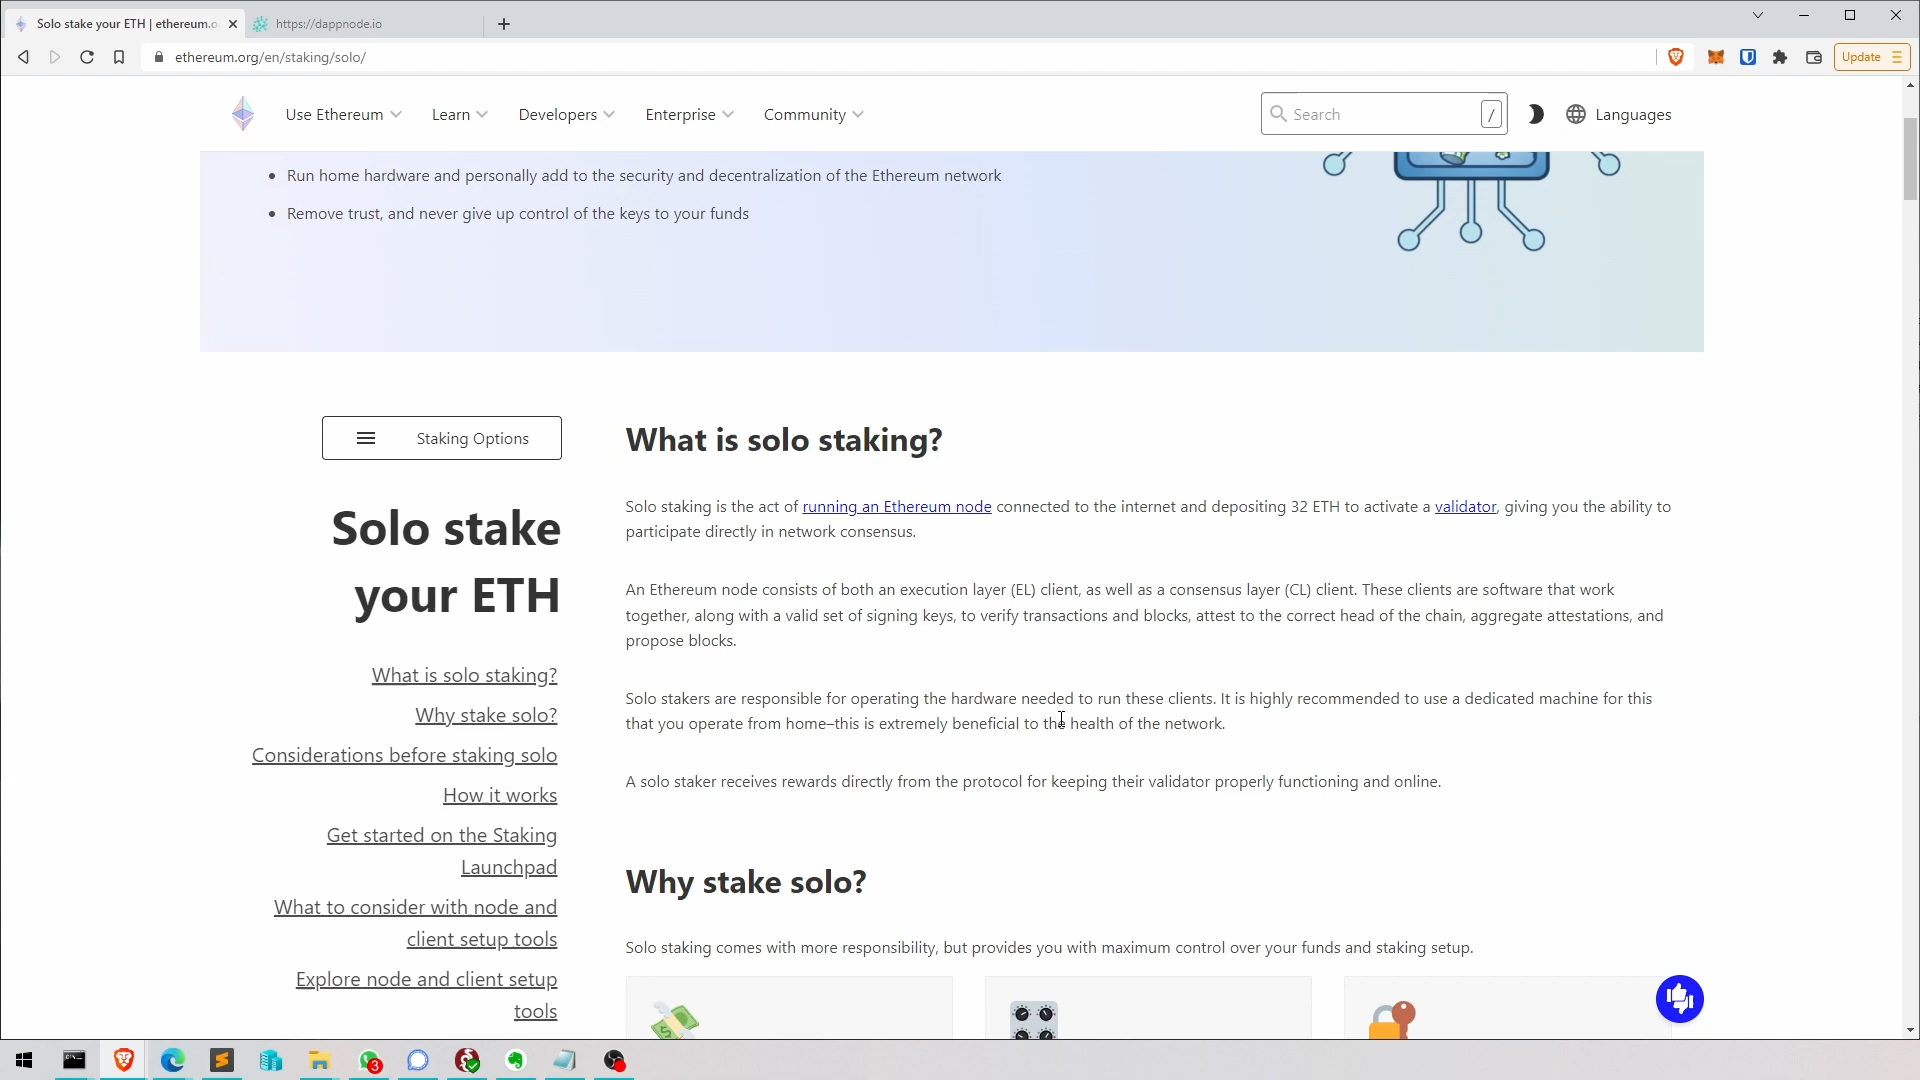 Solo stake your ETH | ethereum.o
https://dappnode.io
ethereum.org/en/staking/solo/
Update
Use Ethereum
Learn
Developers
Enterprise
Community
Search
/
Languages
Run home hardware and personally add to the security and decentralization of the Ethereum network
Remove trust, and never give up control of the keys to your funds
Staking Options
Solo stake
your ETH
What is solo staking?
Why stake solo?
Considerations before staking solo
How it works
Get started on the Staking
Launchpad
What to consider with node and
client setup tools
Explore node and client setup
tools
What is solo staking?
Solo staking is the act of running an Ethereum node connected to the internet and depositing 32 ETH to activate a validator, giving you the ability to
participate directly in network consensus.
An Ethereum node consists of both an execution layer (EL) client, as well as a consensus layer (CL) client. These clients are software that work
together, along with a valid set of signing keys, to verify transactions and blocks, attest to the correct head of the chain, aggregate attestations, and
propose blocks.
Solo stakers are responsible for operating the hardware needed to run these clients. It is highly recommended to use a dedicated machine for this
that you operate from home–this is extremely beneficial to the health of the network.
A solo staker receives rewards directly from the protocol for keeping their validator properly functioning and online.
Why stake solo?
Solo staking comes with more responsibility, but provides you with maximum control over your funds and staking setup.
3